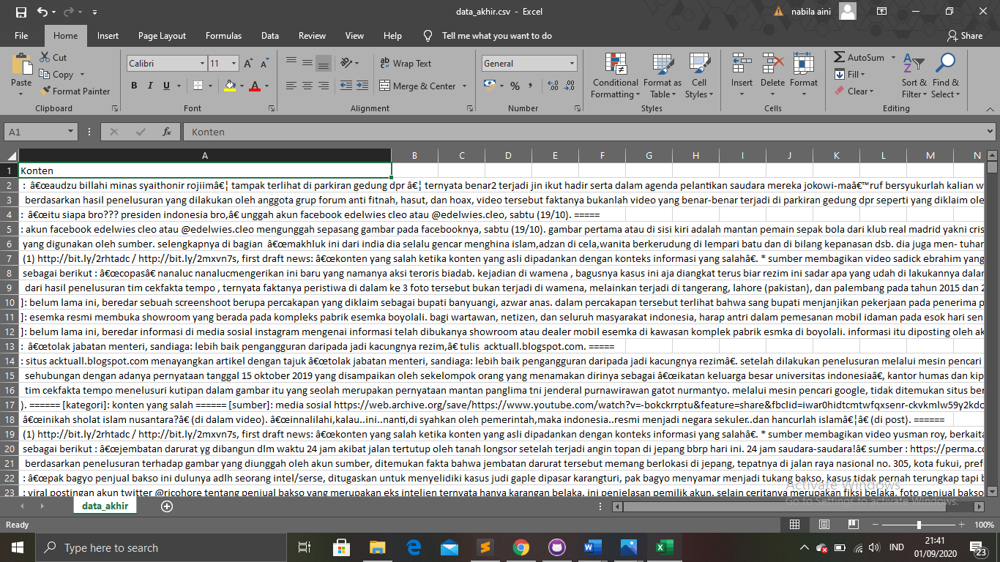 data_akhir.csv - Excel
nabila aini
File Home Insert Page Layout Formulas Data Review View Help Tell me what you want to do Share
Paste Cut Copy Format Painter Clipboard
Calibri 11 B I U A Font
Wrap Text Merge & Center Alignment
General % , Number
Conditional Formatting Format as Table Cell Styles Styles
Insert Delete Format Cells
AutoSum Fill Clear Sort & Filter Find & Select Editing
A1 fx Konten
A B C D E F G H I J K L M N
1 Konten
2 : â€œaudzu billahi minas syaithonir rojiimâ€¦ tampak terlihat di parkiran gedung dpr â€¦ ternyata benar2 terjadi jin ikut hadir serta dalam agenda pelantikan saudara mereka jokowi-maâ€™ruf bersyukurlah kalian w
3 berdasarkan hasil penelusuran yang dilakukan oleh anggota grup forum anti fitnah, hasut, dan hoax, video tersebut faktanya bukanlah video yang benar-benar terjadi di parkiran gedung dpr seperti yang diklaim ole
4 : â€œitu siapa bro??? presiden indonesia bro,â€ unggah akun facebook edelwies cleo atau @edelwies.cleo, sabtu (19/10). =====
5 : akun facebook edelwies cleo atau @edelwies.cleo mengunggah sepasang gambar pada facebooknya, sabtu (19/10). gambar pertama atau di sisi kiri adalah mantan pemain sepak bola dari klub real madrid yakni cris
6 yang digunakan oleh sumber. selengkapnya di bagian â€œmakhluk ini dari india dia selalu gencar menghina islam,adzan di cela,wanita berkerudung di lempari batu dan di bilang kepanasan dsb. dia juga men- tuhar
7 (1) http://bit.ly/2rhtadc / http://bit.ly/2mxvn7s, first draft news: â€œkonten yang salah ketika konten yang asli dipadankan dengan konteks informasi yang salahâ€. * sumber membagikan video sadick ebrahim yang
8 sebagai berikut : â€œcopasâ€ nanaluc nanalucmengerikan ini baru yang namanya aksi teroris biadab. kejadian di wamena , bagusnya kasus ini aja diangkat terus biar rezim ini sadar apa yag udah di lakukannya dalar
9 dari hasil penelusuran tim cekfakta tempo , ternyata faktanya peristiwa di dalam ke 3 foto tersebut bukan terjadi di wamena, melainkan terjadi di tangerang, lahore (pakistan), dan palembang pada tahun 2015 dan 2
10 ]: belum lama ini, beredar sebuah screenshoot berupa percakapan yang diklaim sebagai bupati banyuangi, azwar anas. dalam percakapan tersebut terlihat bahwa sang bupati menjanjikan pekerjaan pada penerima p
11 ]: esemka resmi membuka showroom yang berada pada kompleks pabrik esemka boyolali. bagi wartawan, netizen, dan seluruh masyarakat indonesia, harap antri dalam pemesanan mobil idaman pada esok hari sen
12 ]: belum lama ini, beredar informasi di media sosial instagram mengenai informasi telah dibukanya showroom atau dealer mobil esemka di kawasan komplek pabrik esmka di boyolali. informasi itu diposting oleh ak
13 : â€œtolak jabatan menteri, sandiaga: lebih baik pengangguran daripada jadi kacungnya rezim,â€ tulis acktuall.blogspot.com. =====
14 : situs acktuall.blogspot.com menayangkan artikel dengan tajuk â€œtolak jabatan menteri, sandiaga: lebih baik pengangguran daripada jadi kacungnya rezimâ€. setelah dilakukan penelusuran melalui mesin pencari
15 sehubungan dengan adanya pernyataan tanggal 15 oktober 2019 yang disampaikan oleh sekelompok orang yang menamakan dirinya sebagai â€œikatan keluarga besar universitas indonesiaâ€, kantor humas dan kip
16 tim cekfakta tempo menelusuri kutipan dalam gambar itu yang seolah merupakan pernyataan mantan panglima tni jenderal purnawirawan gatot nurmantyo. melalui mesin pencari google, tidak ditemukan situs ber
17 ). ====== [kategori]: konten yang salah ====== [sumber]: media sosial https://web.archive.org/save/https://www.youtube.com/watch?v=-bokckrrptu&feature=share&fbclid=iwar0hidtcmtwfqxsenr-ckvkmlw59y2kdo
18 â€œinikah sholat islam nusantara?â€ (di dalam video). â€œinnalilahi,kalau..ini..nanti,di syahkan oleh pemerintah,maka indonesia..resmi menjadi negara sekuler..dan hancurlah islamâ€¦â€ (di post). ======
19 (1) http://bit.ly/2rhtadc / http://bit.ly/2mxvn7s, first draft news: â€œkonten yang salah ketika konten yang asli dipadankan dengan konteks informasi yang salahâ€. * sumber membagikan video yusman roy, berkaita
20 sebagai berikut : â€œjembatan darurat yg dibangun dlm waktu 24 jam akibat jalan tertutup oleh tanah longsor setelah terjadi angin topan di jepang bbrp hari ini. 24 jam saudara-saudara!â€ sumber : https://perma.c
21 berdasarkan penelusuran terhadap gambar yang diunggah oleh akun sumber, ditemukan fakta bahwa jembatan darurat tersebut memang berlokasi di jepang, tepatnya di jalan raya nasional no. 305, kota fukui, pref
22 : â€œpak bagyo penjual bakso ini dulunya adlh seorang intel/serse, ditugaskan untuk menyelidiki kasus judi gaple dipasar karangturi, pak bagyo menyamar menjadi tukang bakso, kasus tidak pernah terungkap tapi b
23 : viral postingan akun twitter @ricohore tentang penjual bakso yang merupakan eks intelien ternyata hanya karangan belaka. ini penjelasan pemilik akun. selain ceritanya merupakan fiksi belaka, foto penjual bakso
Activate Windows
Go to Settings to activate Windows.
data_akhir
Ready 100%
Type here to search
IND 21:41 01/09/2020 23